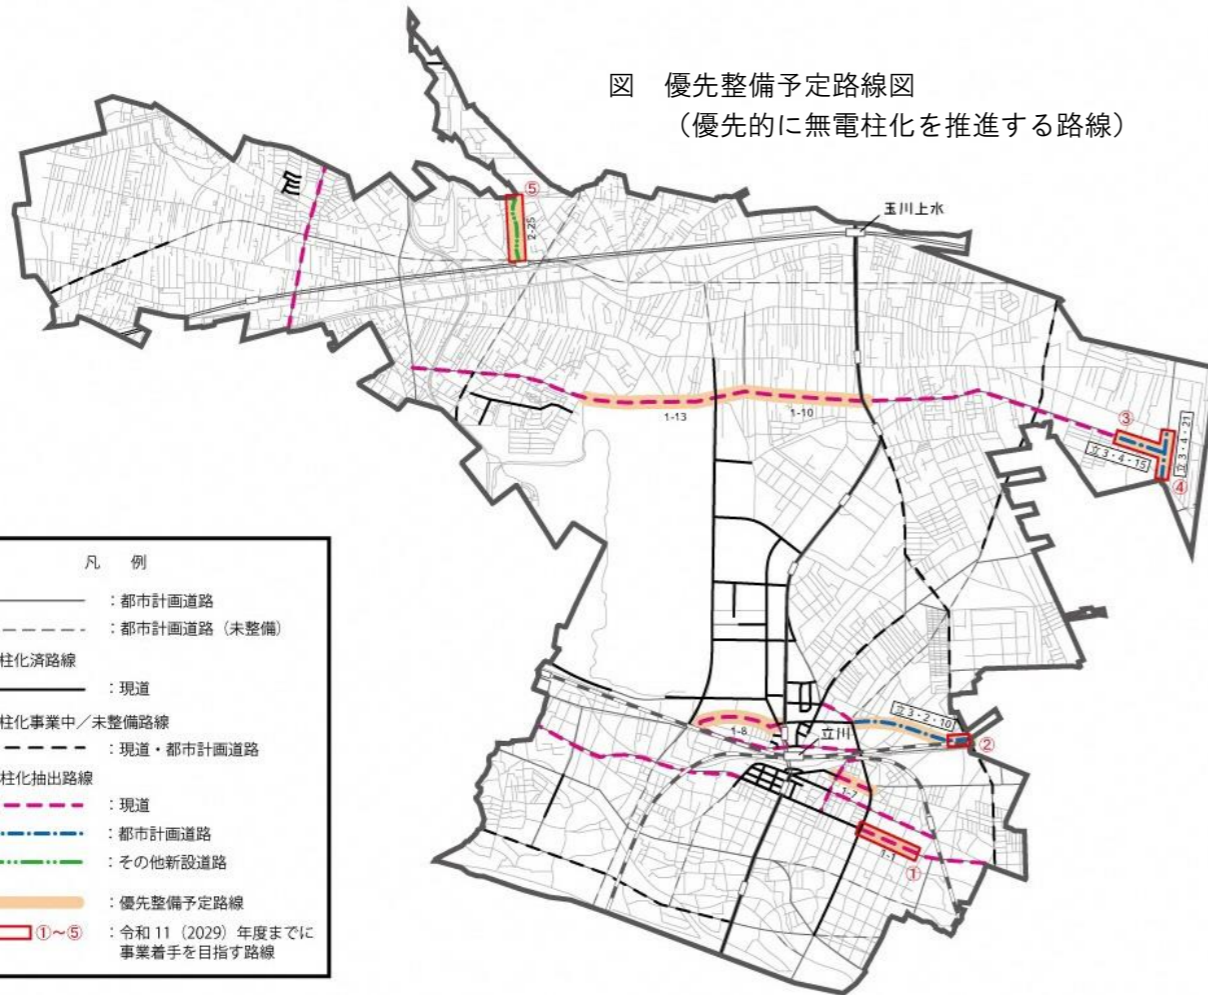 図 優先整備予定路線図
（優先的に無電柱化を推進する路線）
玉川上水
⑤
2-25
1-13
1-10
③
立3・4・15
立3・4・21
④
立3・2・10
②
立川
1-8
1-7
1-1
①
凡 例
：都市計画道路
：都市計画道路（未整備）
柱化済路線
：現道
柱化事業中／未整備路線
：現道・都市計画道路
柱化抽出路線
：現道
：都市計画道路
：その他新設道路
：優先整備予定路線
①～⑤ ：令和11（2029）年度までに
事業着手を目指す路線